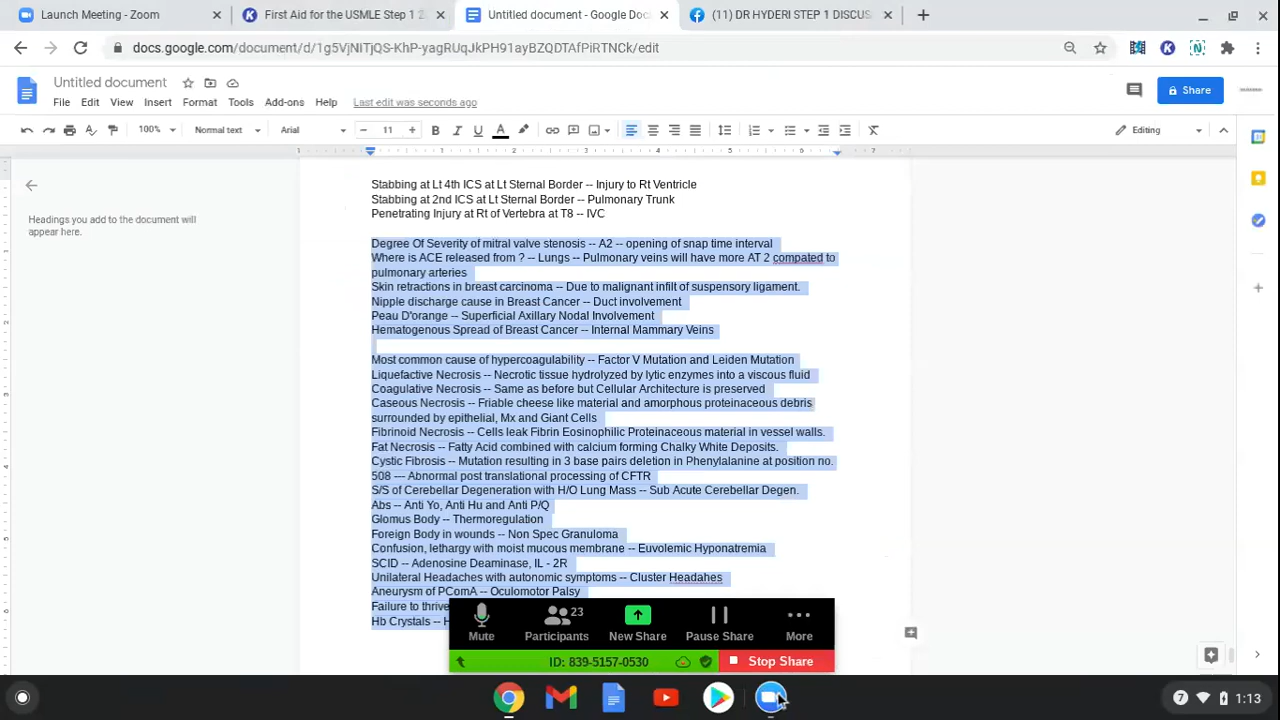 Launch Meeting - Zoom
First Aid for the USMLE Step 1 2
Untitled document - Google Doc
(11) DR HYDERI STEP 1 DISCUS
docs.google.com/document/d/1g5VjNITjQS-KhP-yagRUqJkPH91ayBZQDTAfPiRTNCk/edit
Untitled document
File Edit View Insert Format Tools Add-ons Help Last edit was seconds ago
Share
100% Normal text Arial 11 Editing
1 1 2 3 4 5 6 7
Headings you add to the document will
appear here.
Stabbing at Lt 4th ICS at Lt Sternal Border -- Injury to Rt Ventricle
Stabbing at 2nd ICS at Lt Sternal Border -- Pulmonary Trunk
Penetrating Injury at Rt of Vertebra at T8 -- IVC
Degree Of Severity of mitral valve stenosis -- A2 -- opening of snap time interval
Where is ACE released from ? -- Lungs -- Pulmonary veins will have more AT 2 compated to
pulmonary arteries
Skin retractions in breast carcinoma -- Due to malignant infilt of suspensory ligament.
Nipple discharge cause in Breast Cancer -- Duct involvement
Peau D'orange -- Superficial Axillary Nodal Involvement
Hematogenous Spread of Breast Cancer -- Internal Mammary Veins
Most common cause of hypercoagulability -- Factor V Mutation and Leiden Mutation
Liquefactive Necrosis -- Necrotic tissue hydrolyzed by lytic enzymes into a viscous fluid
Coagulative Necrosis -- Same as before but Cellular Architecture is preserved
Caseous Necrosis -- Friable cheese like material and amorphous proteinaceous debris
surrounded by epithelial, Mx and Giant Cells
Fibrinoid Necrosis -- Cells leak Fibrin Eosinophilic Proteinaceous material in vessel walls.
Fat Necrosis -- Fatty Acid combined with calcium forming Chalky White Deposits.
Cystic Fibrosis -- Mutation resulting in 3 base pairs deletion in Phenylalanine at position no.
508 --- Abnormal post translational processing of CFTR
S/S of Cerebellar Degeneration with H/O Lung Mass -- Sub Acute Cerebellar Degen.
Abs -- Anti Yo, Anti Hu and Anti P/Q
Glomus Body -- Thermoregulation
Foreign Body in wounds -- Non Spec Granuloma
Confusion, lethargy with moist mucous membrane -- Euvolemic Hyponatremia
SCID -- Adenosine Deaminase, IL - 2R
Unilateral Headaches with autonomic symptoms -- Cluster Headahes
Aneurysm of PComA -- Oculomotor Palsy
Failure to thrive
Hb Crystals -- H
23
Mute Participants New Share Pause Share More
ID: 839-5157-0530 Stop Share
7 1:13